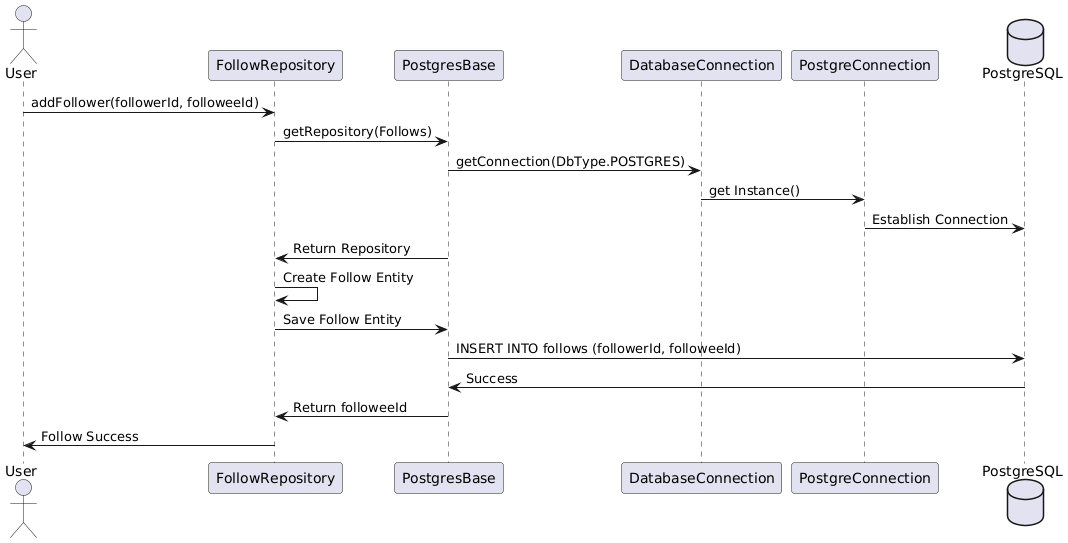 User
FollowRepository
PostgresBase
DatabaseConnection
PostgreConnection
PostgreSQL
addFollower(followerId, followeeId)
getRepository(Follows)
getConnection(DbType.POSTGRES)
get Instance()
Establish Connection
Return Repository
Create Follow Entity
Save Follow Entity
INSERT INTO follows (followerId, followeeId)
Success
Return followeeId
Follow Success
User
FollowRepository
PostgresBase
DatabaseConnection
PostgreConnection
PostgreSQL